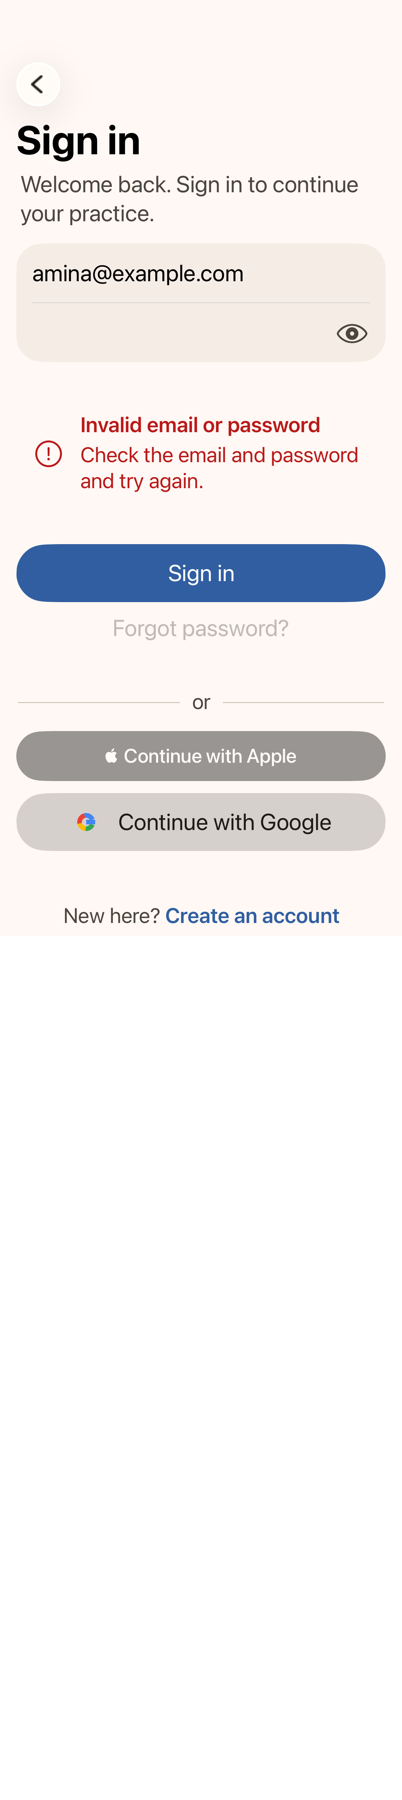 Sign in
Welcome back. Sign in to continue
your practice.
amina@example.com
Invalid email or password
Check the email and password
and try again.
Sign in
Forgot password?
or
Continue with Apple
Continue with Google
New here? Create an account